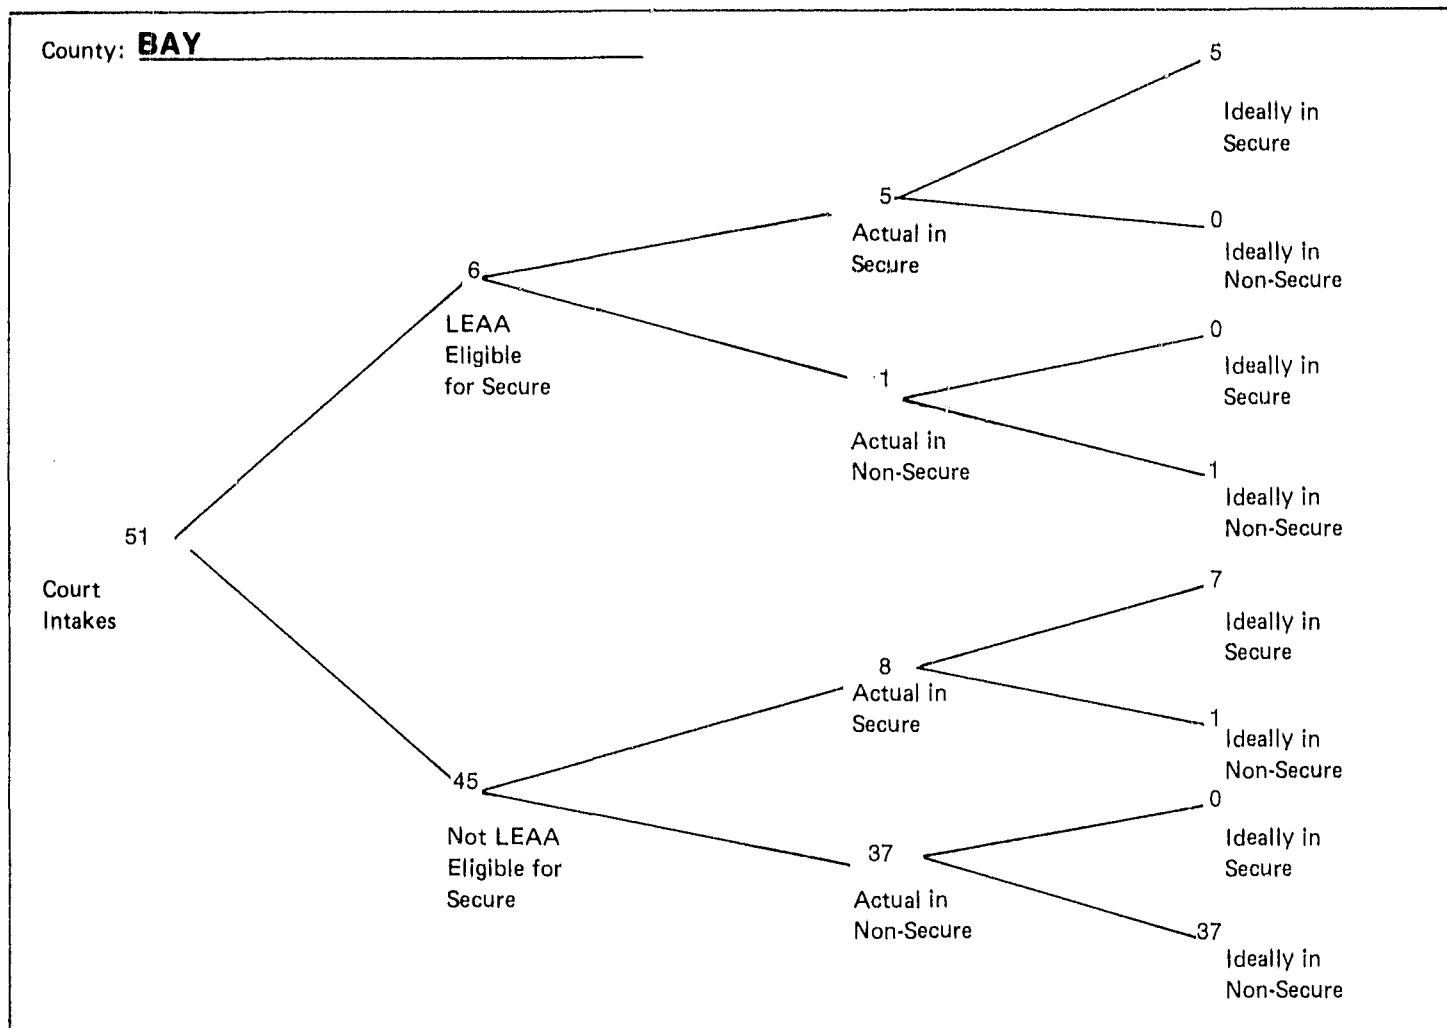 County: BAY
5
Ideally in
Secure
5
Actual in
Secure
0
Ideally in
Non-Secure
6
LEAA
Eligible
for Secure
0
Ideally in
Secure
1
Actual in
Non-Secure
1
Ideally in
Non-Secure
51
Court
Intakes
7
Ideally in
Secure
8
Actual in
Secure
1
Ideally in
Non-Secure
45
Not LEAA
Eligible for
Secure
0
Ideally in
Secure
37
Actual in
Non-Secure
37
Ideally in
Non-Secure